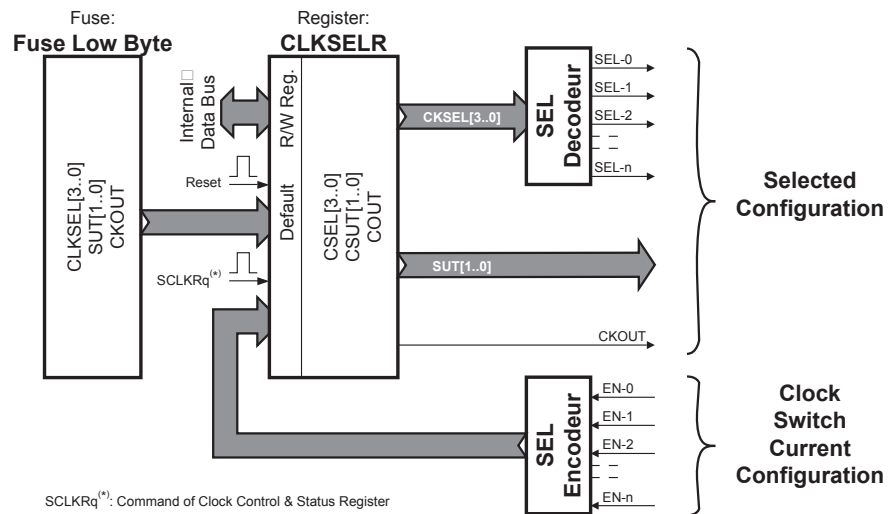 Fuse:
Fuse Low Byte
CLKSEL[3..0]
SUT[1..0]
CKOUT
Register:
CLKSELR
Internal□
Data Bus
R/W Reg.
Reset
Default
SCLKRq(*)
CSEL[3..0]
CSUT[1..0]
COUT
CKSEL[3..0]
SUT[1..0]
CKOUT
SEL
Decodeur
SEL-0
SEL-1
SEL-2
SEL-n
Selected
Configuration
SEL
Encodeur
EN-0
EN-1
EN-2
EN-n
Clock
Switch
Current
Configuration
SCLKRq(*): Command of Clock Control & Status Register